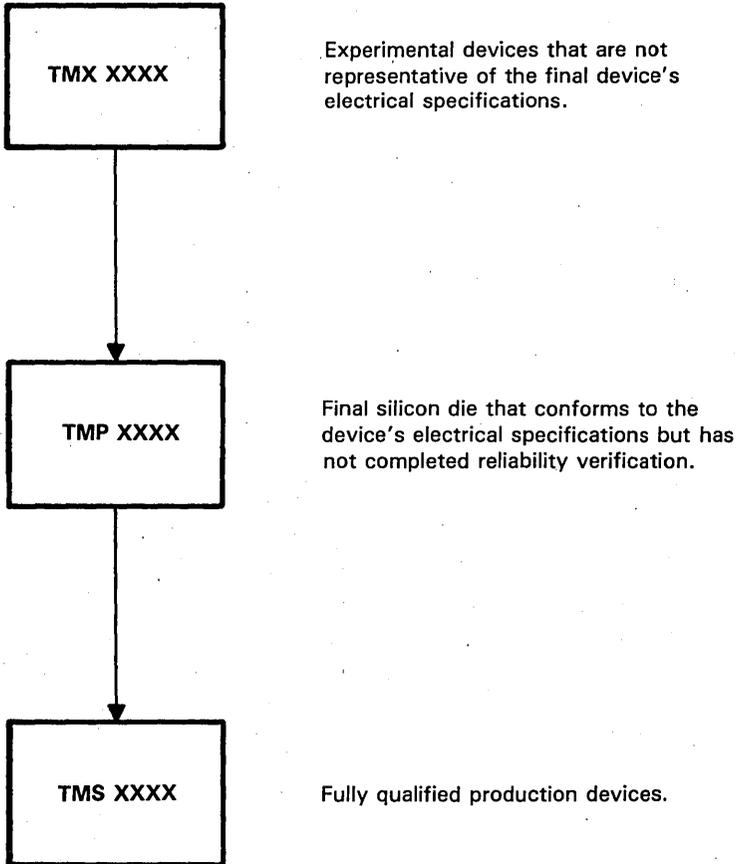 TMX XXXX
Experimental devices that are not
representative of the final device's
electrical specifications.
TMP XXXX
Final silicon die that conforms to the
device's electrical specifications but has
not completed reliability verification.
TMS XXXX
Fully qualified production devices.